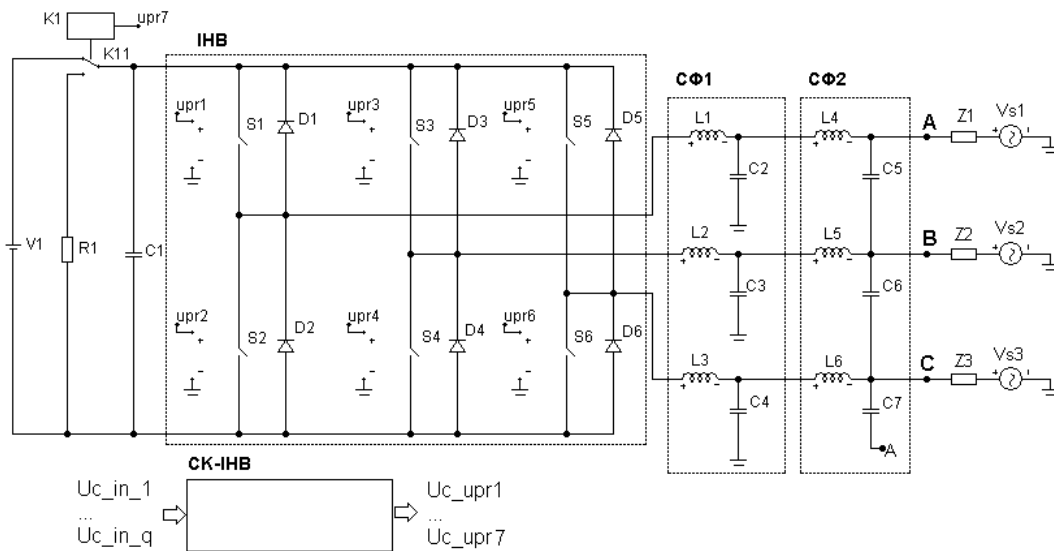 K1
upr7
K11
ІНВ
СФ1
СФ2
upr1
S1
D1
upr3
S3
D3
upr5
S5
D5
L1
L4
A
Z1
Vs1
C2
C5
V1
R1
C1
L2
L5
B
Z2
Vs2
C3
C6
upr2
S2
D2
upr4
S4
D4
upr6
S6
D6
L3
L6
C
Z3
Vs3
C4
C7
A
СК-ІНВ
Uc_in_1
...
Uc_in_q
Uc_upr1
...
Uc_upr7